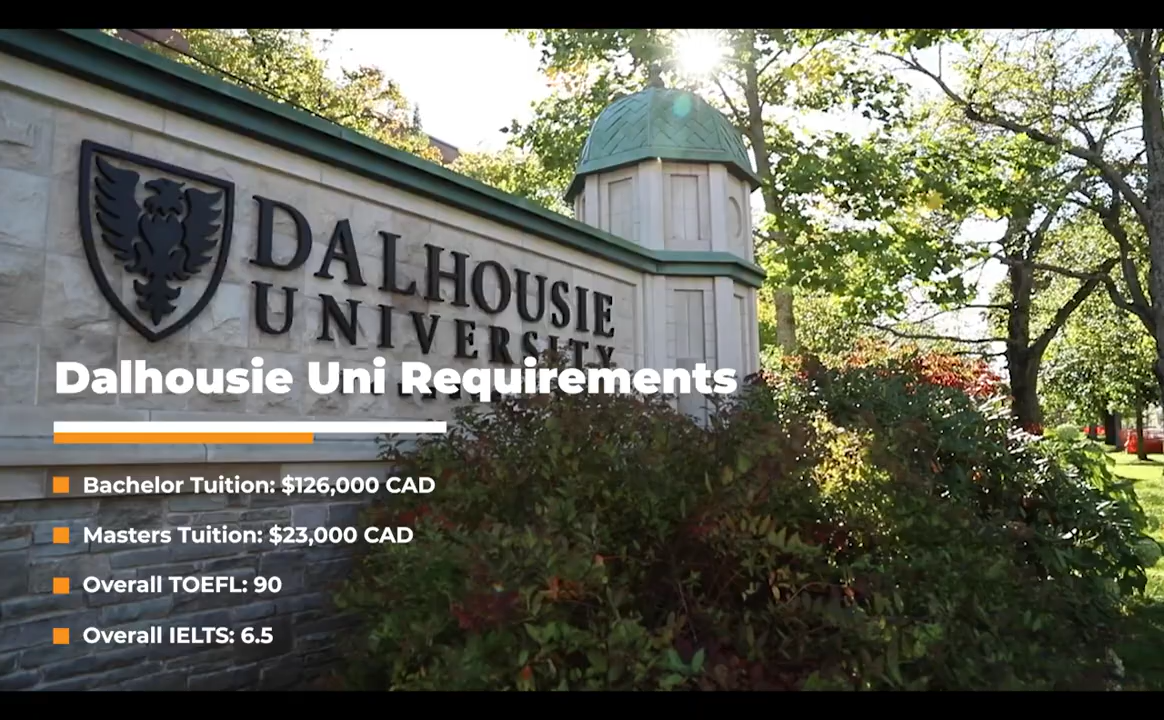 DALHOUSIE
UNIVERSITY
Dalhousie Uni Requirements
Bachelor Tuition: $126,000 CAD
Masters Tuition: $23,000 CAD
Overall TOEFL: 90
Overall IELTS: 6.5